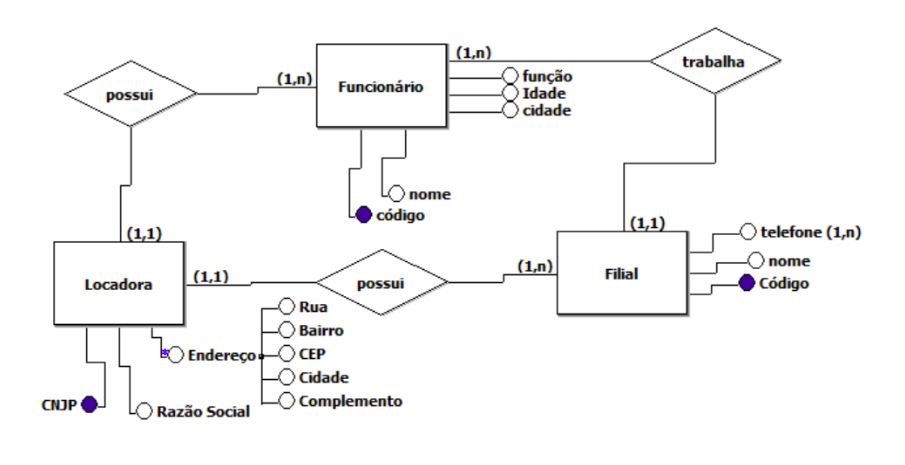 (1,n)
trabalha
(1,n)
Funcionário
função
Idade
cidade
possui
nome
código
(1,1)
(1,1)
telefone (1,n)
nome
Código
Filial
(1,n)
Locadora
(1,1)
possui
Rua
Bairro
Endereço
CEP
Cidade
Complemento
CNJP
Razão Social